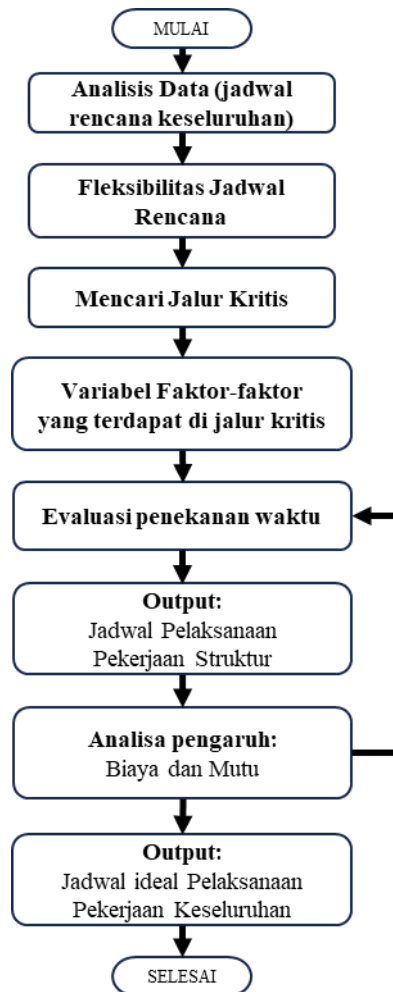 MULAI
Analisis Data (jadwal
rencana keseluruhan)
Fleksibilitas Jadwal
Rencana
Mencari Jalur Kritis
Variabel Faktor-faktor
yang terdapat di jalur kritis
Evaluasi penekanan waktu
Output:
Jadwal Pelaksanaan
Pekerjaan Struktur
Analisa pengaruh:
Biaya dan Mutu
Output:
Jadwal ideal Pelaksanaan
Pekerjaan Keseluruhan
SELESAI